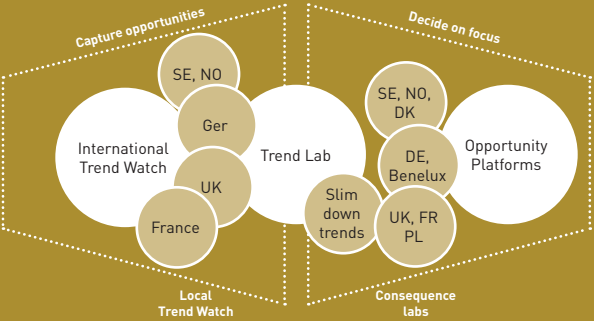 Capture opportunities
Decide on focus
SE, NO
Ger
International
Trend Watch
UK
France
Trend Lab
Slim
down
trends
SE, NO,
DK
DE,
Benelux
UK, FR
PL
Opportunity
Platforms
Local
Trend Watch
Consequence
labs